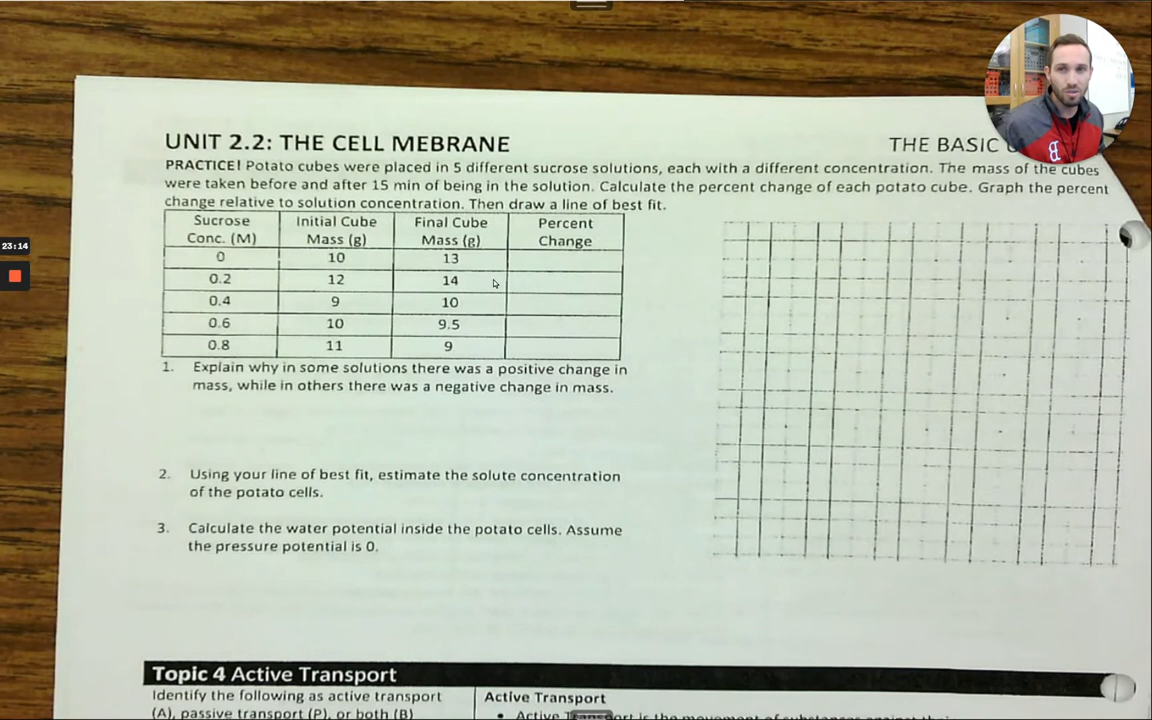 UNIT 2.2: THE CELL MEBRANE
THE BASIC
PRACTICE! Potato cubes were placed in 5 different sucrose solutions, each with a different concentration. The mass of the cubes
were taken before and after 15 min of being in the solution. Calculate the percent change of each potato cube. Graph the percent
change relative to solution concentration. Then draw a line of best fit.
Sucrose Conc. (M) Initial Cube Mass (g) Final Cube Mass (g) Percent Change
0 10 13
0.2 12 14
0.4 9 10
0.6 10 9.5
0.8 11 9
1. Explain why in some solutions there was a positive change in
mass, while in others there was a negative change in mass.
2. Using your line of best fit, estimate the solute concentration
of the potato cells.
3. Calculate the water potential inside the potato cells. Assume
the pressure potential is 0.
23:14
Topic 4 Active Transport
Identify the following as active transport
(A), passive transport (P), or both (B)
Active Transport
• Active Transport is the movement of substances against